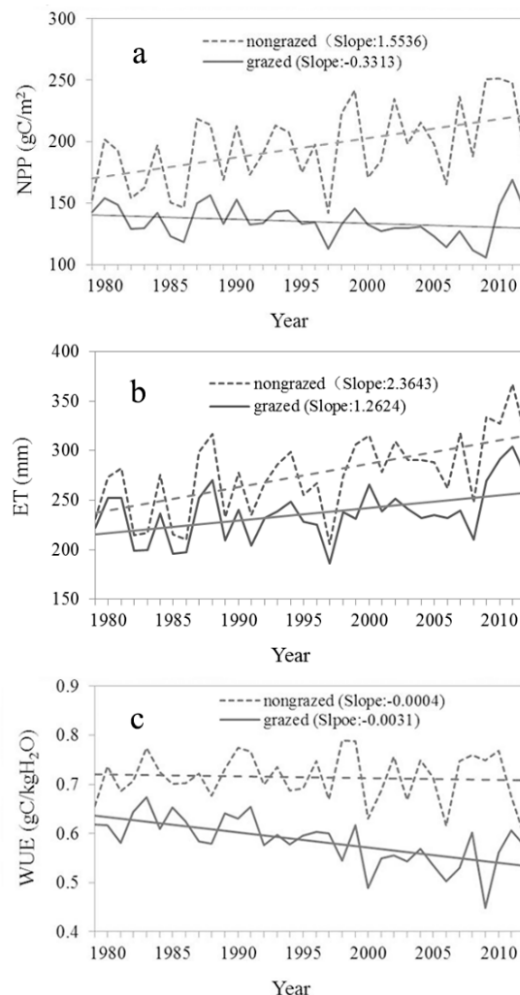 a
nongrazed (Slope:1.5536)
grazed (Slope:-0.3313)
300
250
200
150
100
NPP (gC/m²)
1980 1985 1990 1995 2000 2005 2010
Year
b
nongrazed (Slope:2.3643)
grazed (Slope:1.2624)
400
350
300
250
200
150
ET (mm)
1980 1985 1990 1995 2000 2005 2010
Year
c
nongrazed (Slope:-0.0004)
grazed (Slpoe:-0.0031)
0.9
0.8
0.7
0.6
0.5
0.4
WUE (gC/kgH₂O)
1980 1985 1990 1995 2000 2005 2010
Year